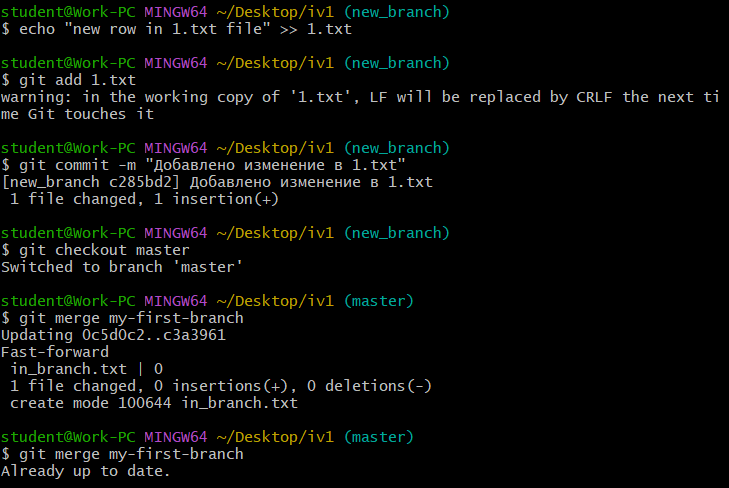 student@Work-PC MINGW64 ~/Desktop/iv1 (new_branch)
$ echo "new row in 1.txt file" >> 1.txt
student@Work-PC MINGW64 ~/Desktop/iv1 (new_branch)
$ git add 1.txt
warning: in the working copy of '1.txt', LF will be replaced by CRLF the next ti
me Git touches it
student@Work-PC MINGW64 ~/Desktop/iv1 (new_branch)
$ git commit -m "Добавлено изменение в 1.txt"
[new_branch c285bd2] Добавлено изменение в 1.txt
 1 file changed, 1 insertion(+)
student@Work-PC MINGW64 ~/Desktop/iv1 (new_branch)
$ git checkout master
Switched to branch 'master'
student@Work-PC MINGW64 ~/Desktop/iv1 (master)
$ git merge my-first-branch
Updating 0c5d0c2..c3a3961
Fast-forward
 in_branch.txt | 0
 1 file changed, 0 insertions(+), 0 deletions(-)
 create mode 100644 in_branch.txt
student@Work-PC MINGW64 ~/Desktop/iv1 (master)
$ git merge my-first-branch
Already up to date.